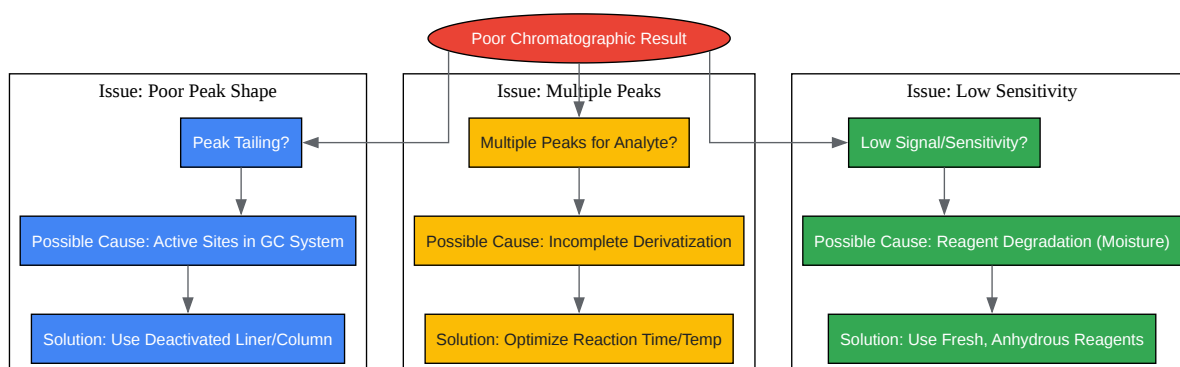 Poor Chromatographic Result
Issue: Poor Peak Shape
Peak Tailing?
Possible Cause: Active Sites in GC System
Solution: Use Deactivated Liner/Column
Issue: Multiple Peaks
Multiple Peaks for Analyte?
Possible Cause: Incomplete Derivatization
Solution: Optimize Reaction Time/Temp
Issue: Low Sensitivity
Low Signal/Sensitivity?
Possible Cause: Reagent Degradation (Moisture)
Solution: Use Fresh, Anhydrous Reagents